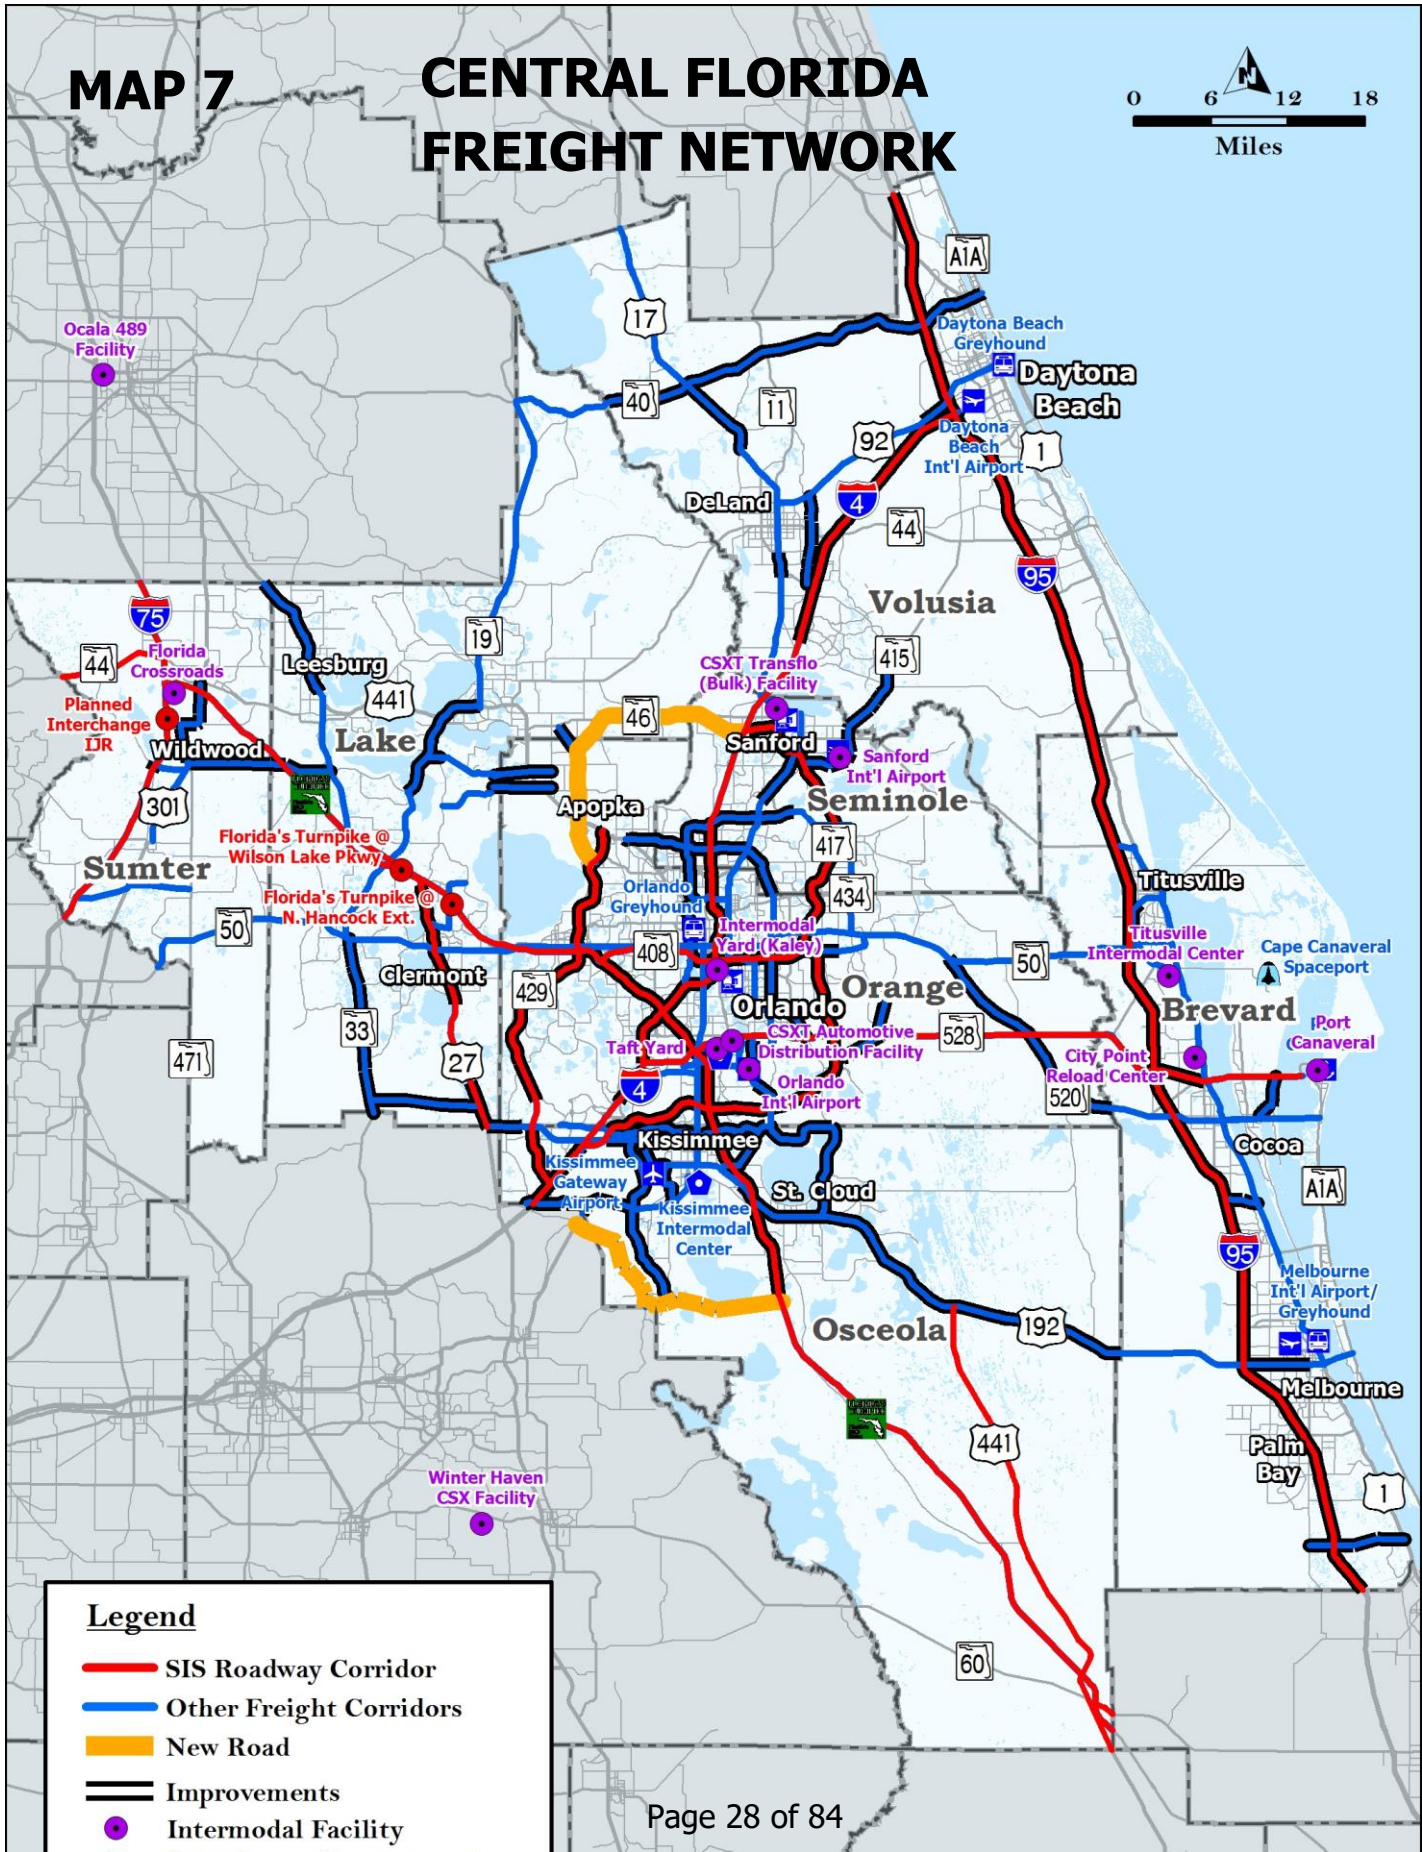 MAP 7
CENTRAL FLORIDA
FREIGHT NETWORK
N
0 6 12 18
Miles
A1A
17
Ocala 489
Facility
Daytona Beach
Greyhound
Daytona
Beach
40
11
92
Daytona
Beach
Int'l Airport
1
DeLand
4
44
95
75
Volusia
19
44
Florida
Crossroads
Leesburg
441
415
CSXT Transflo
(Bulk) Facility
Planned
Interchange
IJR
46
Wildwood
Lake
Sanford
Sanford
Int'l Airport
301
Apopka
Seminole
Florida's Turnpike @
Wilson Lake Pkwy
417
Sumter
Florida's Turnpike @
N. Hancock Ext.
Orlando
Greyhound
434
Titusville
50
Intermodal
Yard (Kaley)
408
Titusville
Intermodal Center
Cape Canaveral
Spaceport
50
Clermont
429
Orange
Orlando
Brevard
33
528
Port
Canaveral
471
27
Taft Yard
CSXT Automotive
Distribution Facility
City Point
Reload Center
4
Orlando
Int'l Airport
520
Kissimmee
Cocoa
Kissimmee
Gateway
Airport
St. Cloud
A1A
Kissimmee
Intermodal
Center
95
Melbourne
Int'l Airport/
Greyhound
Osceola
192
Melbourne
441
Palm
Bay
Winter Haven
CSX Facility
1
60
Legend
SIS Roadway Corridor
Other Freight Corridors
New Road
Improvements
Intermodal Facility
Page 28 of 84